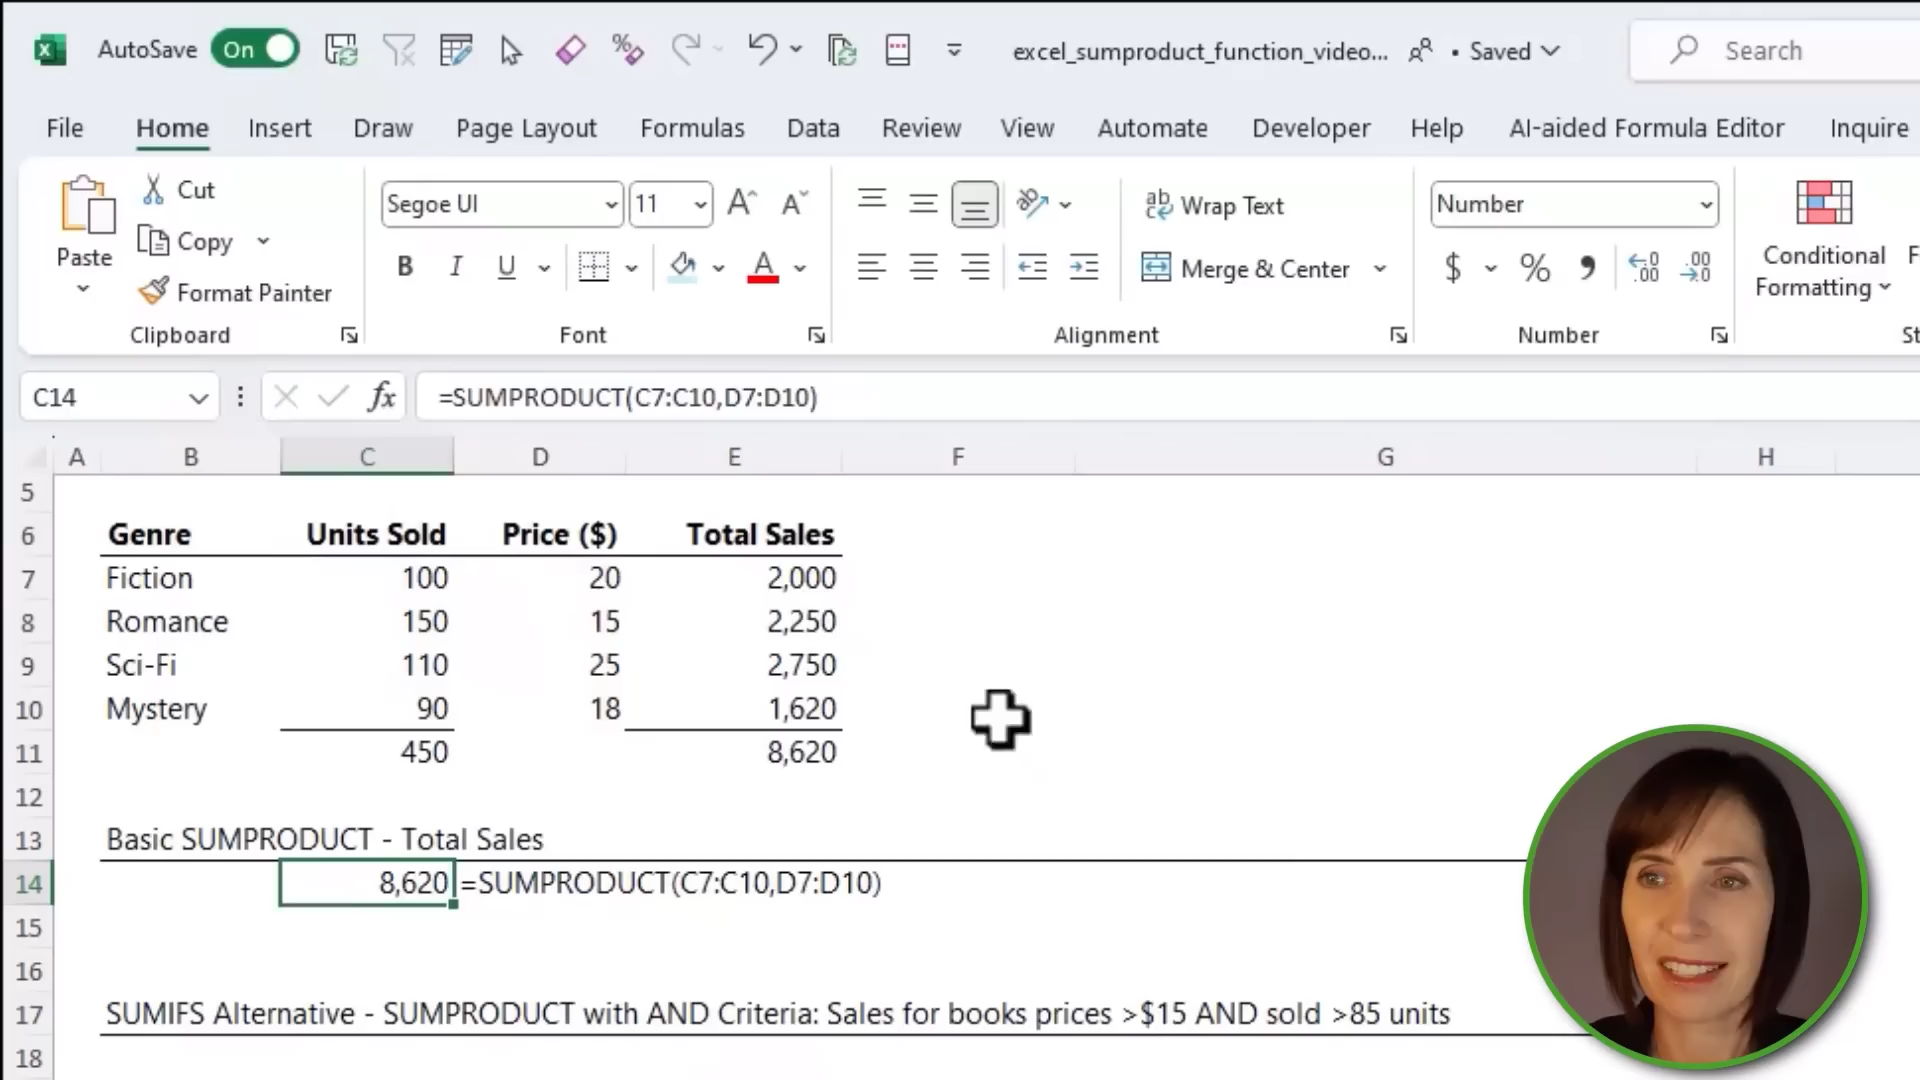 AutoSave On excel_sumproduct_function_video... • Saved Search
File Home Insert Draw Page Layout Formulas Data Review View Automate Developer Help AI-aided Formula Editor Inquire
Paste Cut Copy Format Painter
Clipboard
Segoe UI 11
B I U A
Font
Wrap Text
Merge & Center
Alignment
Number
$ % , .00 .00
Number
Conditional Formatting
C14 fx =SUMPRODUCT(C7:C10,D7:D10)
A B C D E F G H
5
6 Genre Units Sold Price ($) Total Sales
7 Fiction 100 20 2,000
8 Romance 150 15 2,250
9 Sci-Fi 110 25 2,750
10 Mystery 90 18 1,620
11 450 8,620
12
13 Basic SUMPRODUCT - Total Sales
14 8,620 =SUMPRODUCT(C7:C10,D7:D10)
15
16
17 SUMIFS Alternative - SUMPRODUCT with AND Criteria: Sales for books prices >$15 AND sold >85 units
18